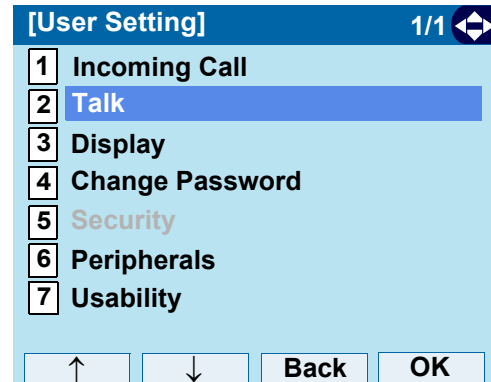 [User Setting] 1/1
1 Incoming Call
2 Talk
3 Display
4 Change Password
5 Security
6 Peripherals
7 Usability
↑ ↓ Back OK